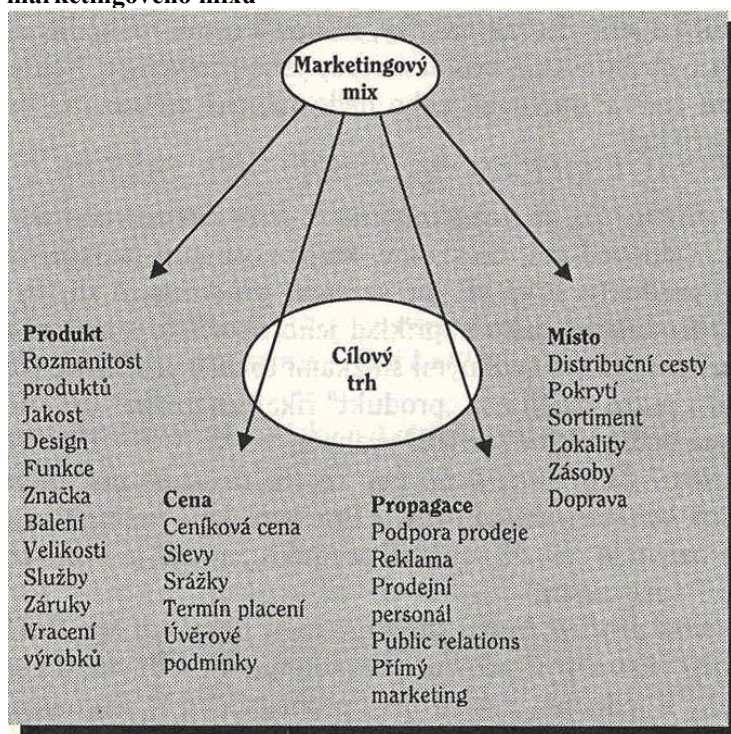 marketingového mixu
Marketingový
mix
Cílový
trh
Produkt
Rozmanitost
produktů
Jakost
Design
Funkce
Značka
Balení
Velikosti
Služby
Záruky
Vracení
výrobků
Cena
Ceníková cena
Slevy
Srážky
Termín placení
Úvěrové
podmínky
Propagace
Podpora prodeje
Reklama
Prodejní
personál
Public relations
Přímý
marketing
Místo
Distribuční cesty
Pokrytí
Sortiment
Lokality
Zásoby
Doprava